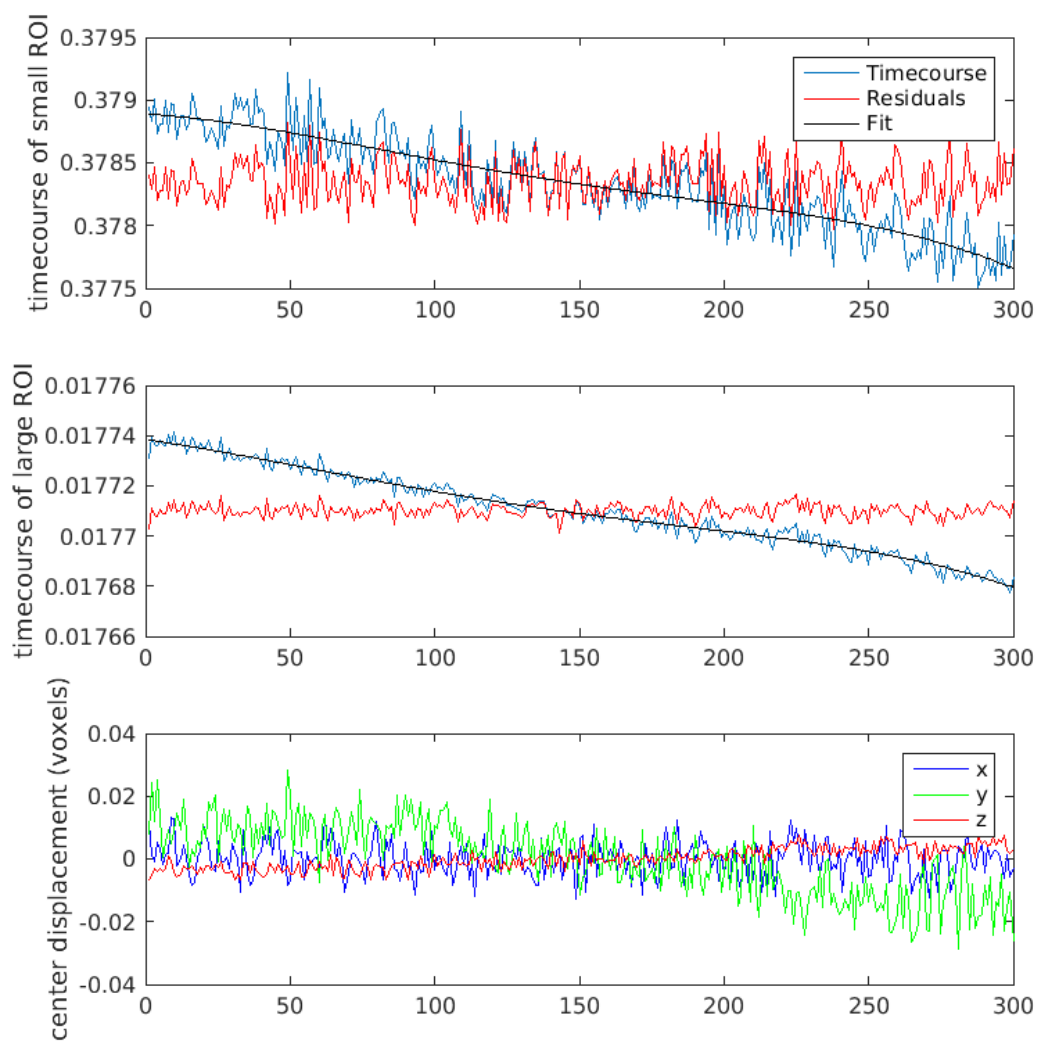 timecourse of small ROI
0.3795
0.379
0.3785
0.378
0.3775
0 50 100 150 200 250 300
Timecourse
Residuals
Fit
timecourse of large ROI
0.01776
0.01774
0.01772
0.0177
0.01768
0.01766
0 50 100 150 200 250 300
center displacement (voxels)
0.04
0.02
0
-0.02
-0.04
0 50 100 150 200 250 300
x
y
z